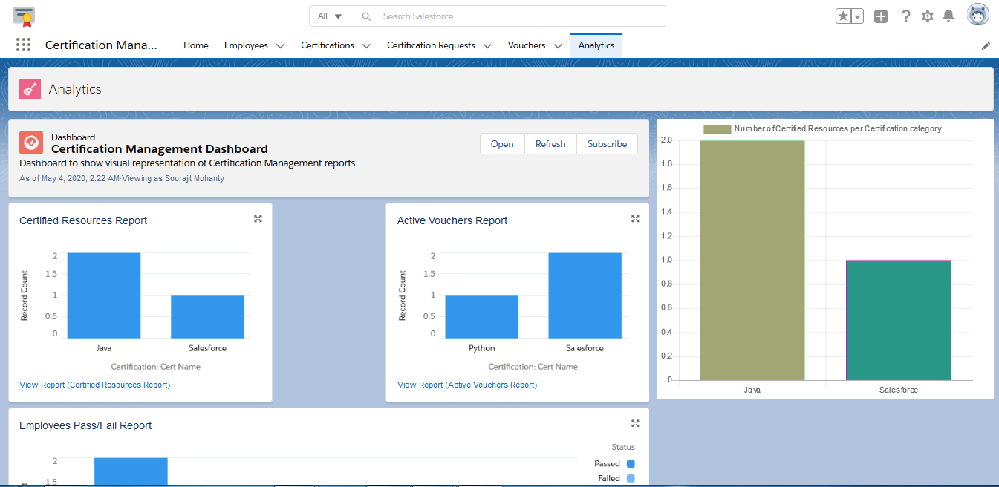 All
Search Salesforce
Certification Mana...
Home
Employees
Certifications
Certification Requests
Vouchers
Analytics
Analytics
Dashboard
Certification Management Dashboard
Dashboard to show visual representation of Certification Management reports
As of May 4, 2020, 2:22 AM·Viewing as Sourajit Mohanty
Open
Refresh
Subscribe
Certified Resources Report
Record Count
2
1.5
1
0.5
0
Java
Salesforce
Certification: Cert Name
View Report (Certified Resources Report)
Active Vouchers Report
Record Count
2
1.5
1
0.5
0
Python
Salesforce
Certification: Cert Name
View Report (Active Vouchers Report)
Employees Pass/Fail Report
2
1.5
Status
Passed
Failed
Number of Certified Resources per Certification category
2.0
1.8
1.6
1.4
1.2
1.0
0.8
0.6
0.4
0.2
0
Java
Salesforce